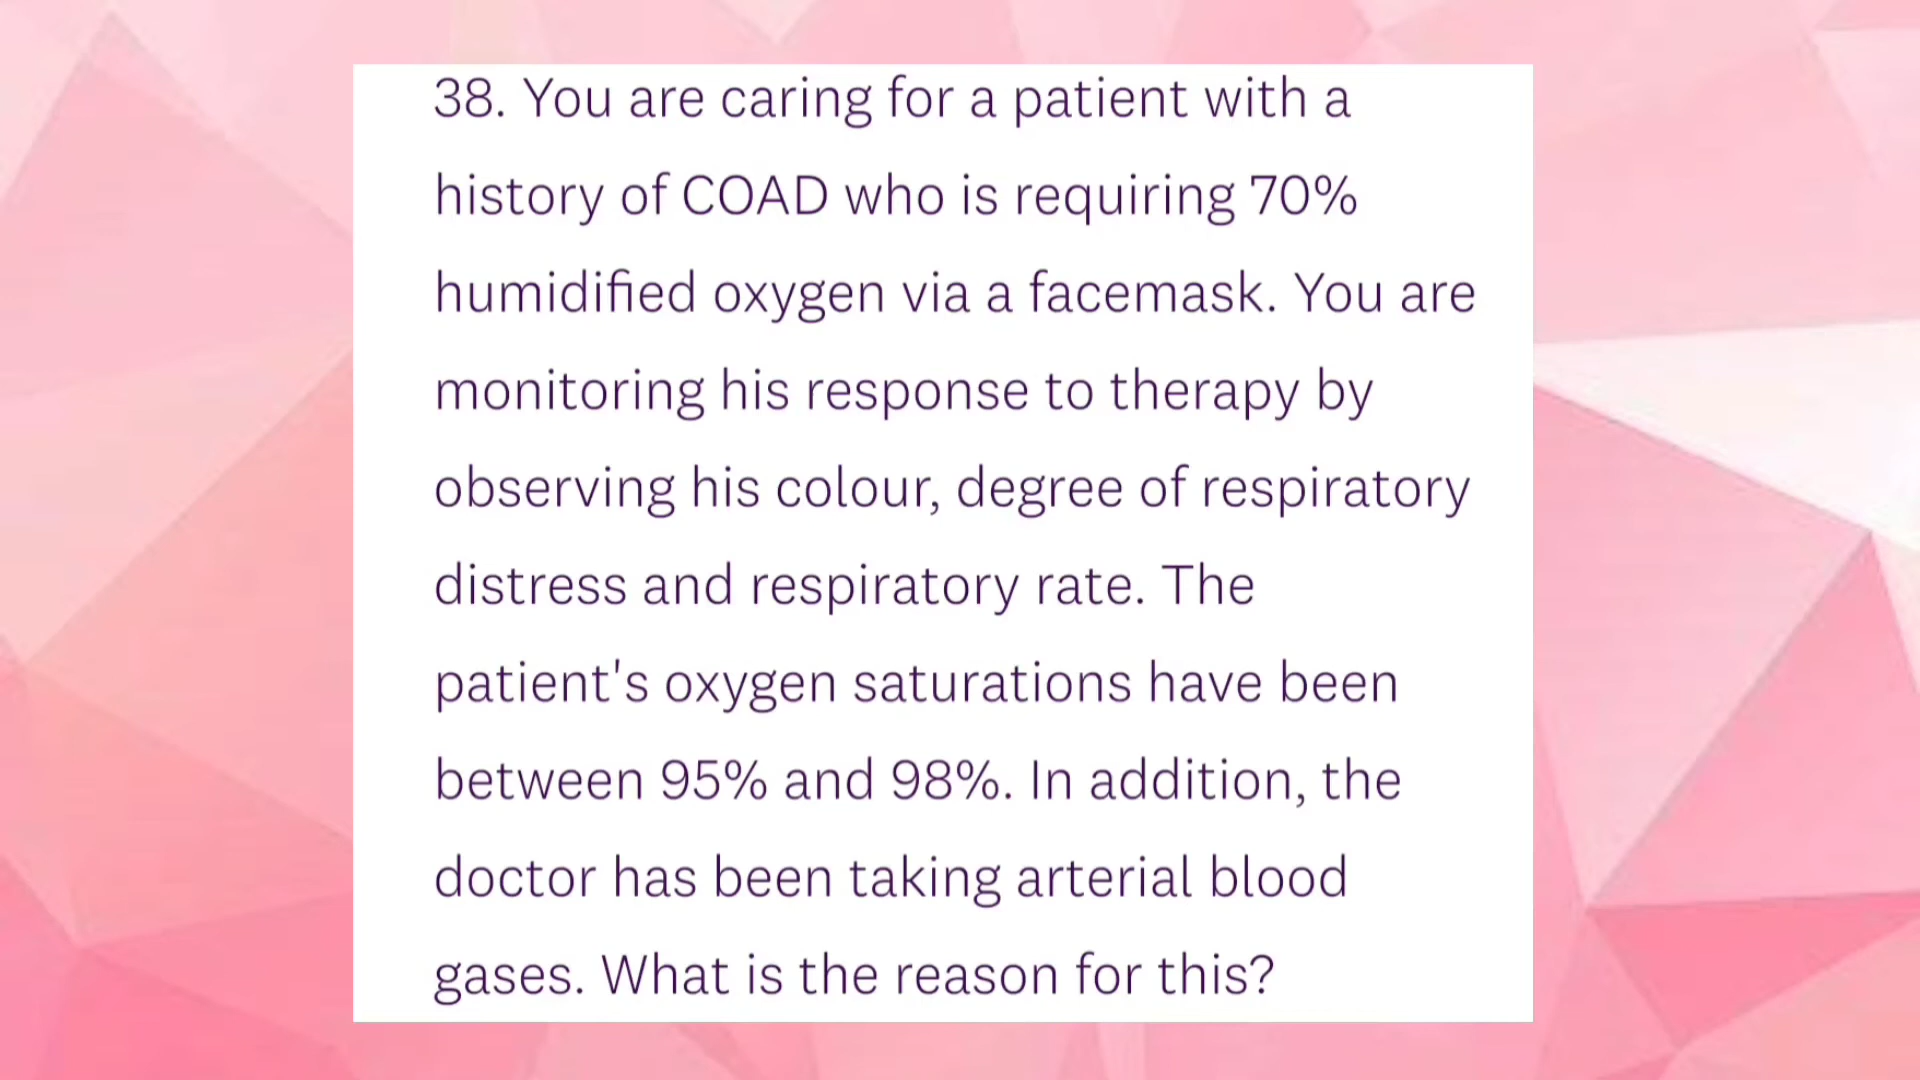 38. You are caring for a patient with a
history of COAD who is requiring 70%
humidified oxygen via a facemask. You are
monitoring his response to therapy by
observing his colour, degree of respiratory
distress and respiratory rate. The
patient's oxygen saturations have been
between 95% and 98%. In addition, the
doctor has been taking arterial blood
gases. What is the reason for this?